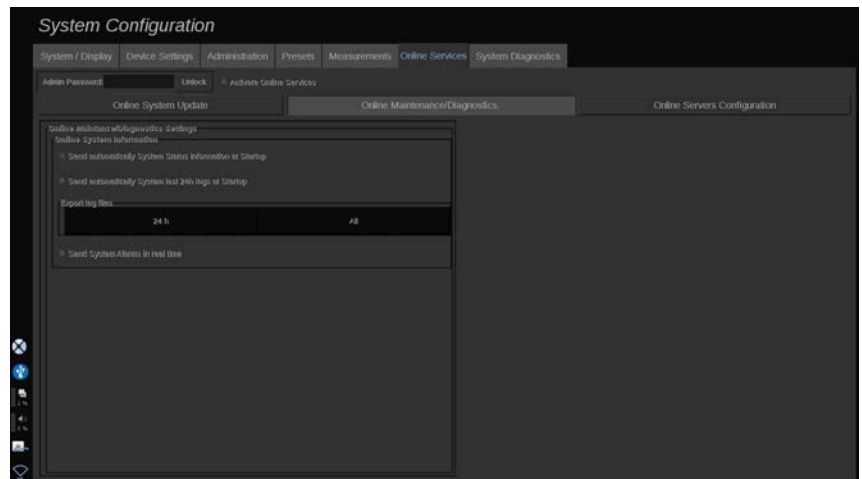 System Configuration
System / Display Device Settings Administration Presets Measurements Online Services System Diagnostics
Admin Password: Unlock Activate Online Services
Online System Update Online Maintenance/Diagnostics Online Servers Configuration
Online System Information
Send automatically System Status Information at Startup
Send automatically System last 24h logs at Startup
Export log files
24 h All
Send System Alarms in real time